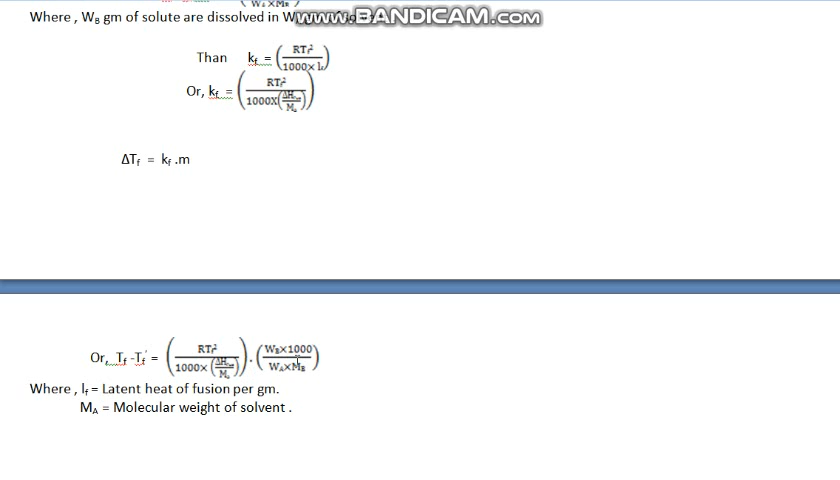 Where , W_B gm of solute are dissolved in W
www.BANDICAM.com
Than k_f = (RT_f² / 1000× l_f)
Or, k_f = (RT_f² / 1000X(ΔH / M))
ΔT_f = k_f .m
Or, T_f -T_f' = (RT_f² / 1000×(ΔH / M)) . (W_B×1000 / W_A×M_B)
Where , l_f = Latent heat of fusion per gm.
M_A = Molecular weight of solvent .